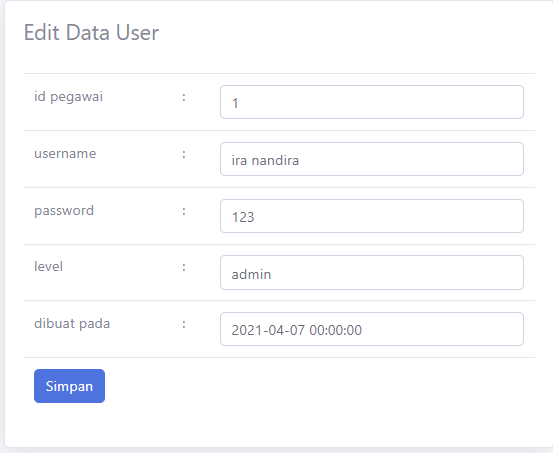 Edit Data User
id pegawai : 1
username : ira nandira
password : 123
level : admin
dibuat pada : 2021-04-07 00:00:00
Simpan